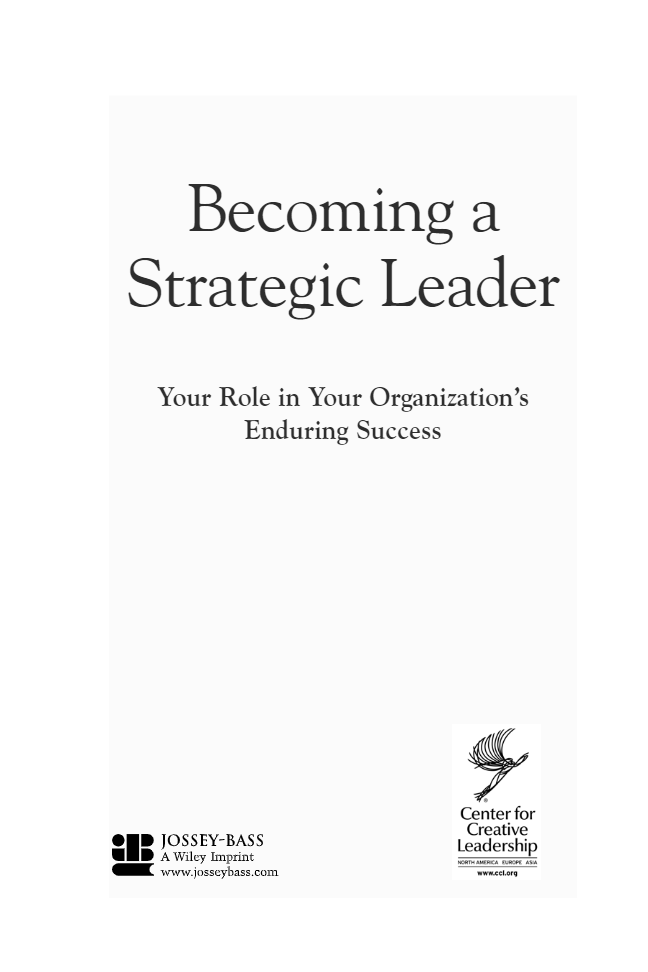 Becoming a
Strategic Leader
Your Role in Your Organization’s
Enduring Success
JOSSEY-BASS
A Wiley Imprint
www.josseybass.com
®
Center for
Creative
Leadership
NORTH AMERICA EUROPE ASIA
www.ccl.org